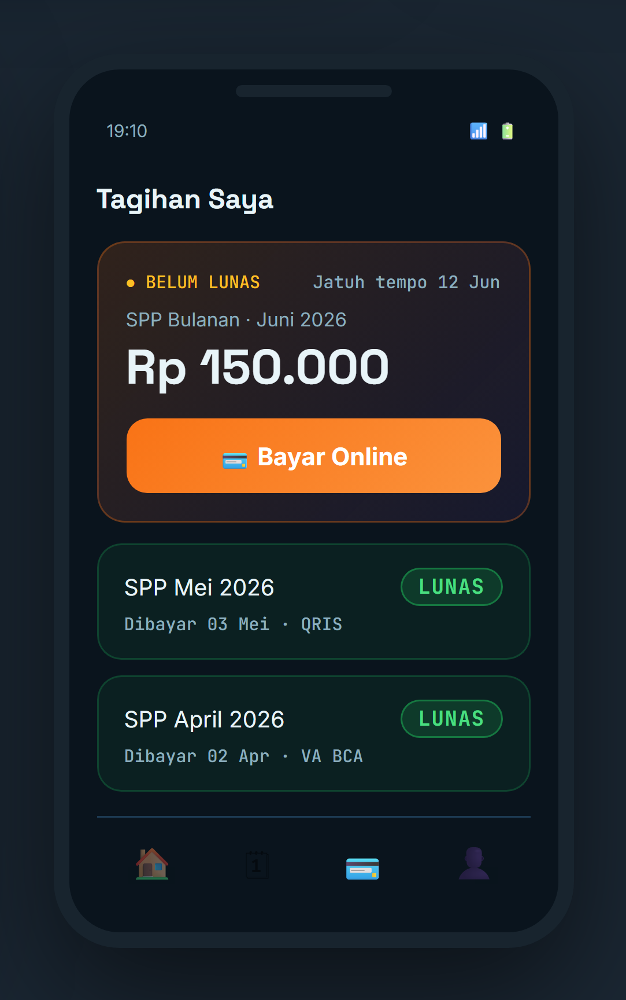 19:10
Tagihan Saya
● BELUM LUNAS Jatuh tempo 12 Jun
SPP Bulanan · Juni 2026
Rp 150.000
Bayar Online
SPP Mei 2026 LUNAS
Dibayar 03 Mei · QRIS
SPP April 2026 LUNAS
Dibayar 02 Apr · VA BCA
1